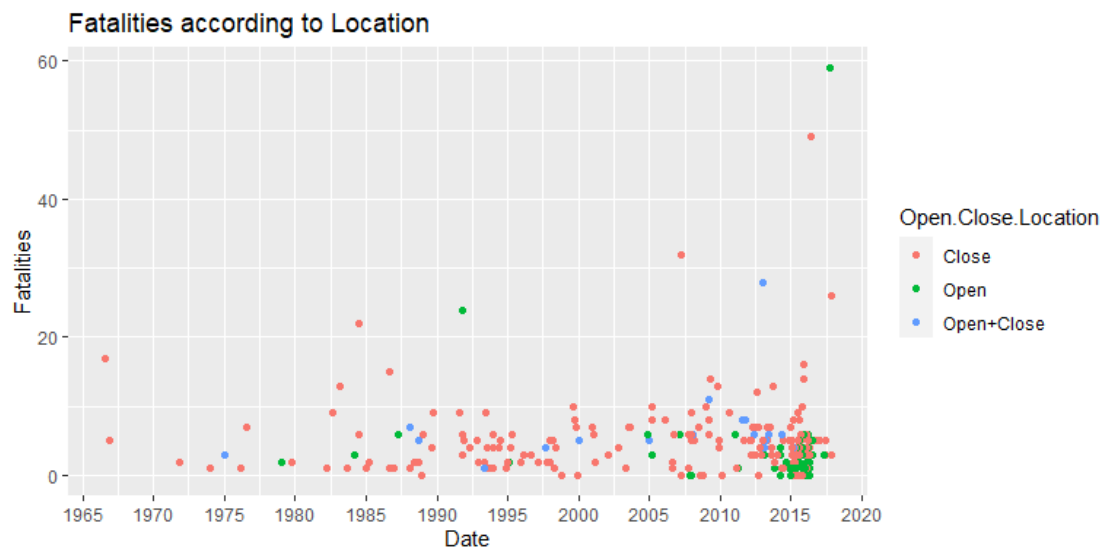 Fatalities according to Location
60
40
20
0
Fatalities
1965 1970 1975 1980 1985 1990 1995 2000 2005 2010 2015 2020
Date
Open.Close.Location
Close
Open
Open+Close